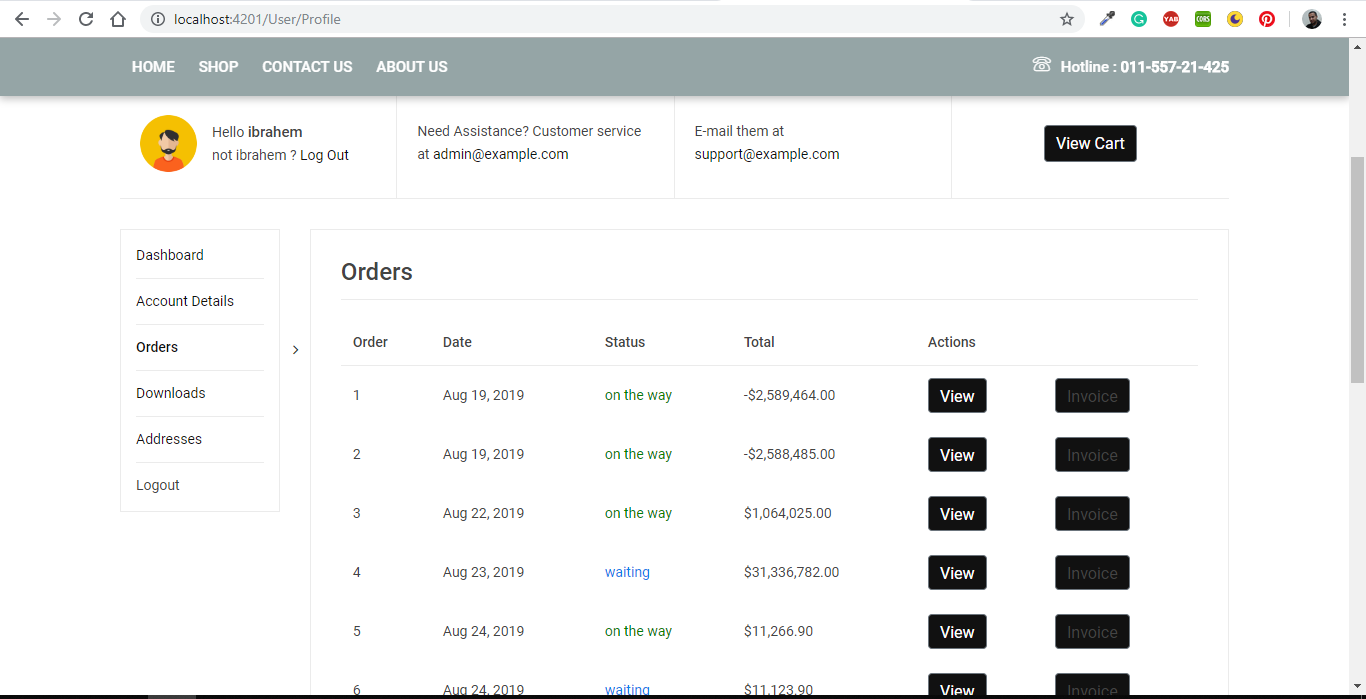 localhost:4201/User/Profile
YAB
CORS
HOME SHOP CONTACT US ABOUT US
Hotline : 011-557-21-425
Hello ibrahem
not ibrahem ? Log Out
Need Assistance? Customer service
at admin@example.com
E-mail them at
support@example.com
View Cart
Dashboard
Account Details
Orders
Downloads
Addresses
Logout
Orders
Order Date Status Total Actions
1 Aug 19, 2019 on the way -$2,589,464.00 View Invoice
2 Aug 19, 2019 on the way -$2,588,485.00 View Invoice
3 Aug 22, 2019 on the way $1,064,025.00 View Invoice
4 Aug 23, 2019 waiting $31,336,782.00 View Invoice
5 Aug 24, 2019 on the way $11,266.90 View Invoice
6 Aug 24, 2019 waiting $11,123.90 View Invoice